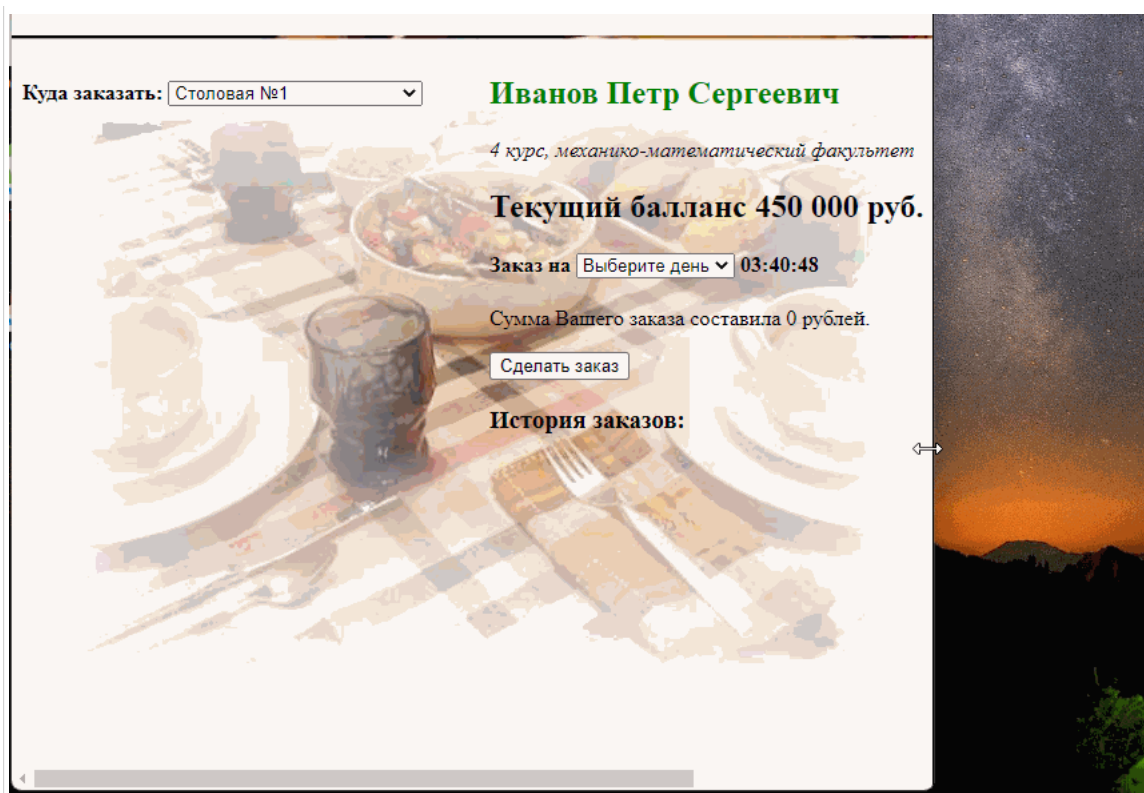 Куда заказать: Столовая №1
Иванов Петр Сергеевич
4 курс, механико-математический факультет
Текущий балланс 450 000 руб.
Заказ на Выберите день 03:40:48
Сумма Вашего заказа составила 0 рублей.
Сделать заказ
История заказов: